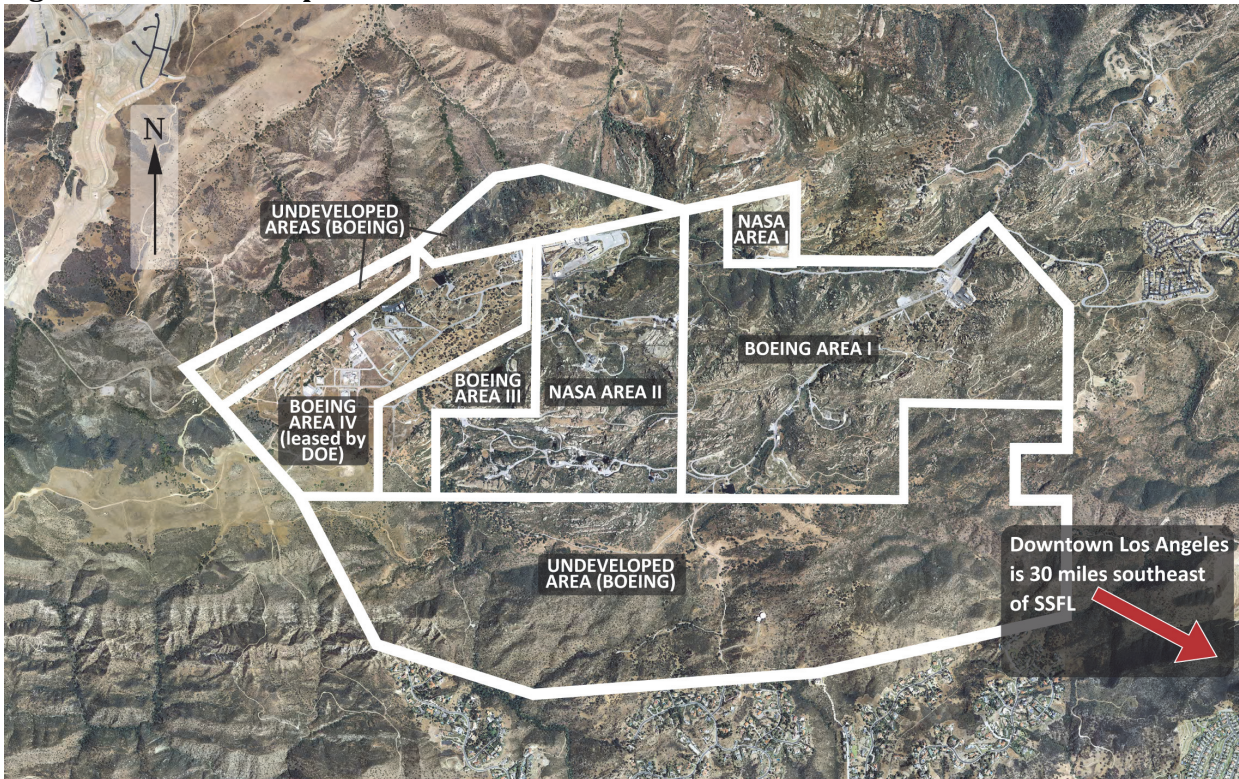 N
UNDEVELOPED
AREAS (BOEING)
NASA
AREA I
BOEING AREA I
BOEING
AREA III
NASA AREA II
BOEING
AREA IV
(leased by
DOE)
UNDEVELOPED
AREA (BOEING)
Downtown Los Angeles
is 30 miles southeast
of SSFL